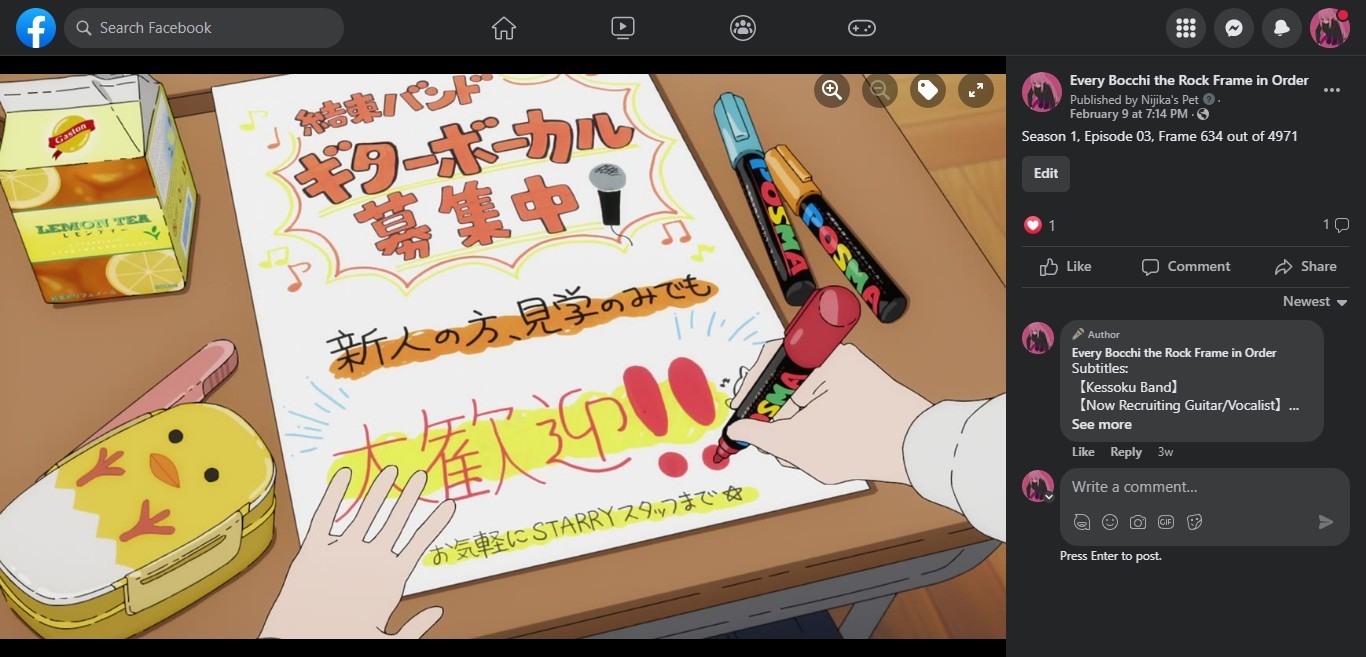 Search Facebook
結束バンド
ギターボーカル
募集中
新人の方、見学のみでも
大歓迎!!
お気軽にSTARRYスタッフまで☆
Gaston
LEMON TEA
レモンティー
POSMA
POSMA
POSMA
Every Bocchi the Rock Frame in Order
Published by Nijika's Pet ·
February 9 at 7:14 PM ·
Season 1, Episode 03, Frame 634 out of 4971
Edit
1
1
Like Comment Share
Newest
Author
Every Bocchi the Rock Frame in Order
Subtitles:
【Kessoku Band】
【Now Recruiting Guitar/Vocalist】...
See more
Like Reply 3w
Write a comment...
GIF
Press Enter to post.